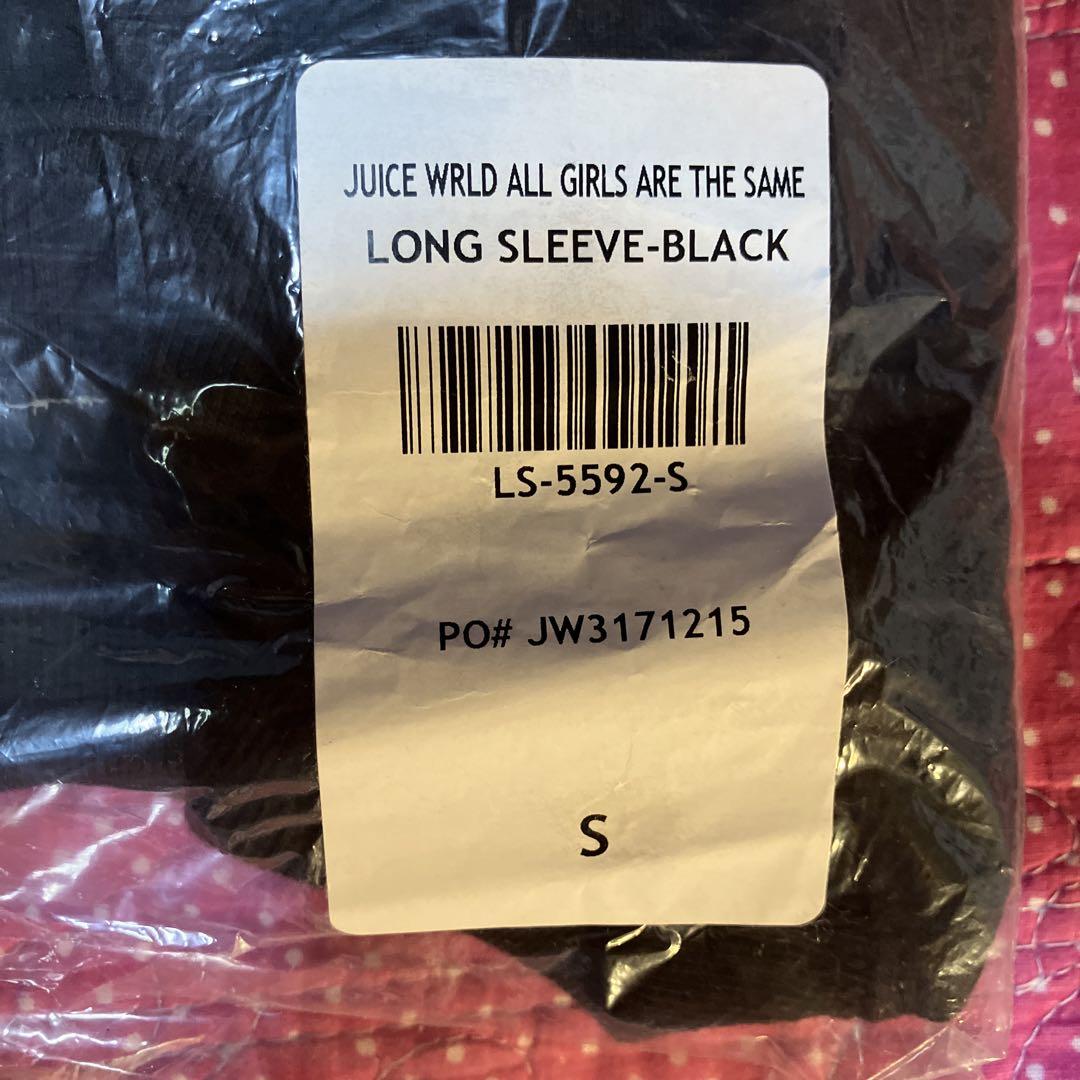 JUICE WRLD ALL GIRLS ARE THE SAME
LONG SLEEVE-BLACK
LS-5592-S
PO# JW3171215
S